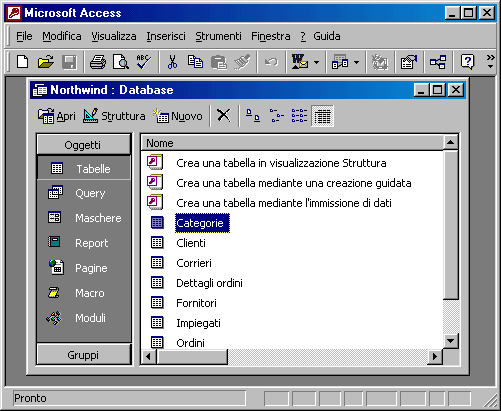 Microsoft Access
File Modifica Visualizza Inserisci Strumenti Finestra ? Guida
Northwind : Database
Apri Struttura Nuovo
Oggetti
Tabelle
Query
Maschere
Report
Pagine
Macro
Moduli
Gruppi
Nome
Crea una tabella in visualizzazione Struttura
Crea una tabella mediante una creazione guidata
Crea una tabella mediante l'immissione di dati
Categorie
Clienti
Corrieri
Dettagli ordini
Fornitori
Impiegati
Ordini
Pronto